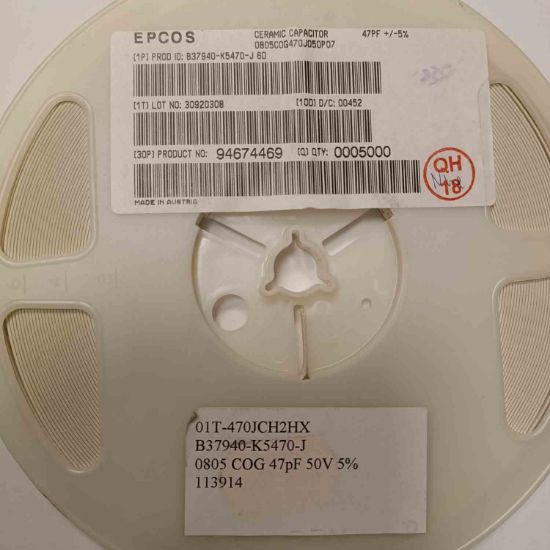 EPCOS
CERAMIC CAPACITOR 47PF +/-5%
0805COG470J050P07
[1P] PROD ID: B37940-K5470-J 60
[1T] LOT NO: 30920308 [10D] D/C: 00452
[30P] PRODUCT NO: 94674469 [Q] QTY: 0005000
MADE IN AUSTRIA
QH
18
01T-470JCH2HX
B37940-K5470-J
0805 COG 47pF 50V 5%
113914